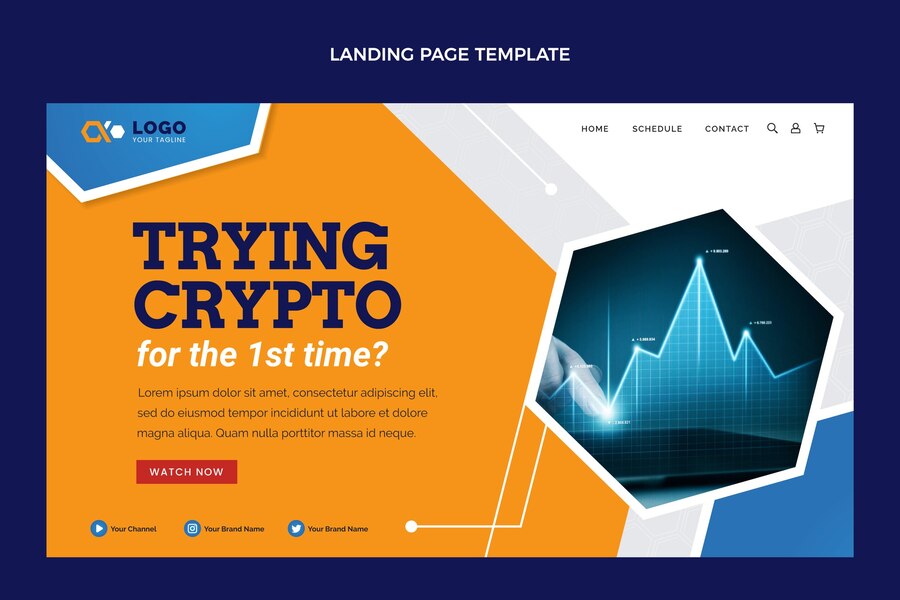 LANDING PAGE TEMPLATE
LOGO
YOUR TAGLINE
HOME SCHEDULE CONTACT
TRYING
CRYPTO
for the 1st time?
Lorem ipsum dolor sit amet, consectetur adipiscing elit,
sed do eiusmod tempor incididunt ut labore et dolore
magna aliqua. Quam nulla porttitor massa id neque.
WATCH NOW
Your Channel Your Brand Name Your Brand Name